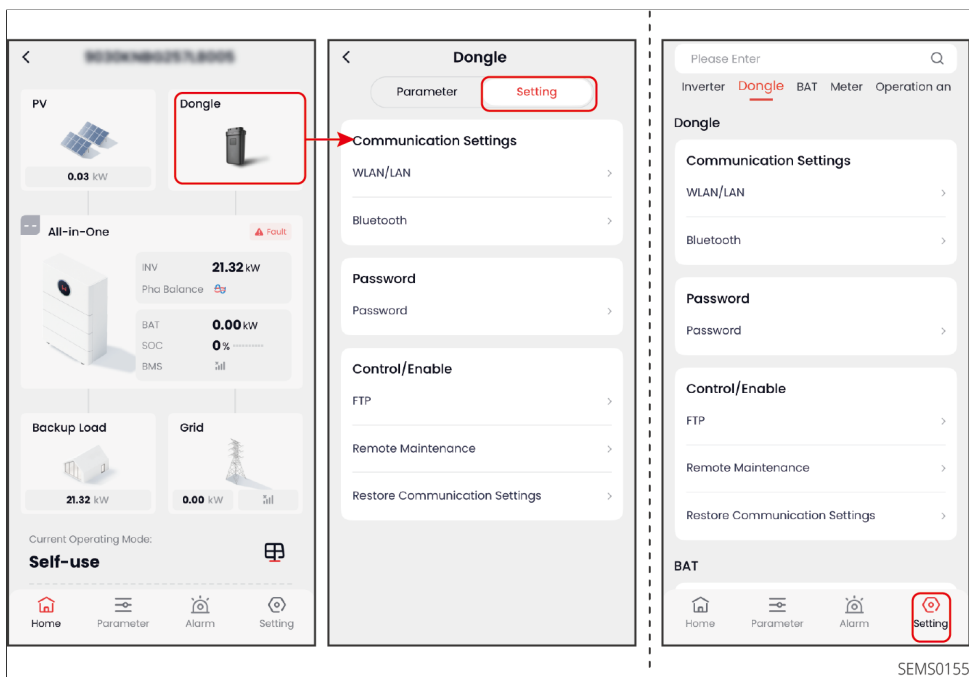 PV
Dongle
0.03 kW
All-in-One
Fault
INV 21.32 kW
Pha Balance
BAT 0.00 kW
SOC 0 %
BMS
Backup Load
Grid
21.32 kW
0.00 kW
Current Operating Mode:
Self-use
Home Parameter Alarm Setting
Dongle
Parameter Setting
Communication Settings
WLAN/LAN
Bluetooth
Password
Password
Control/Enable
FTP
Remote Maintenance
Restore Communication Settings
Please Enter
Inverter Dongle BAT Meter Operation an
Dongle
Communication Settings
WLAN/LAN
Bluetooth
Password
Password
Control/Enable
FTP
Remote Maintenance
Restore Communication Settings
BAT
Home Parameter Alarm Setting
SEMS0155